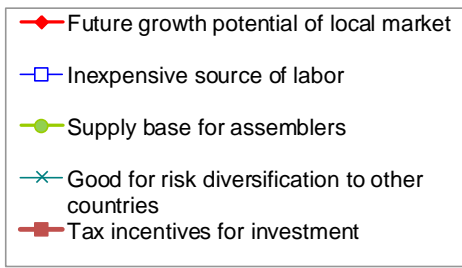 Future growth potential of local market
Inexpensive source of labor
Supply base for assemblers
Good for risk diversification to other
countries
Tax incentives for investment